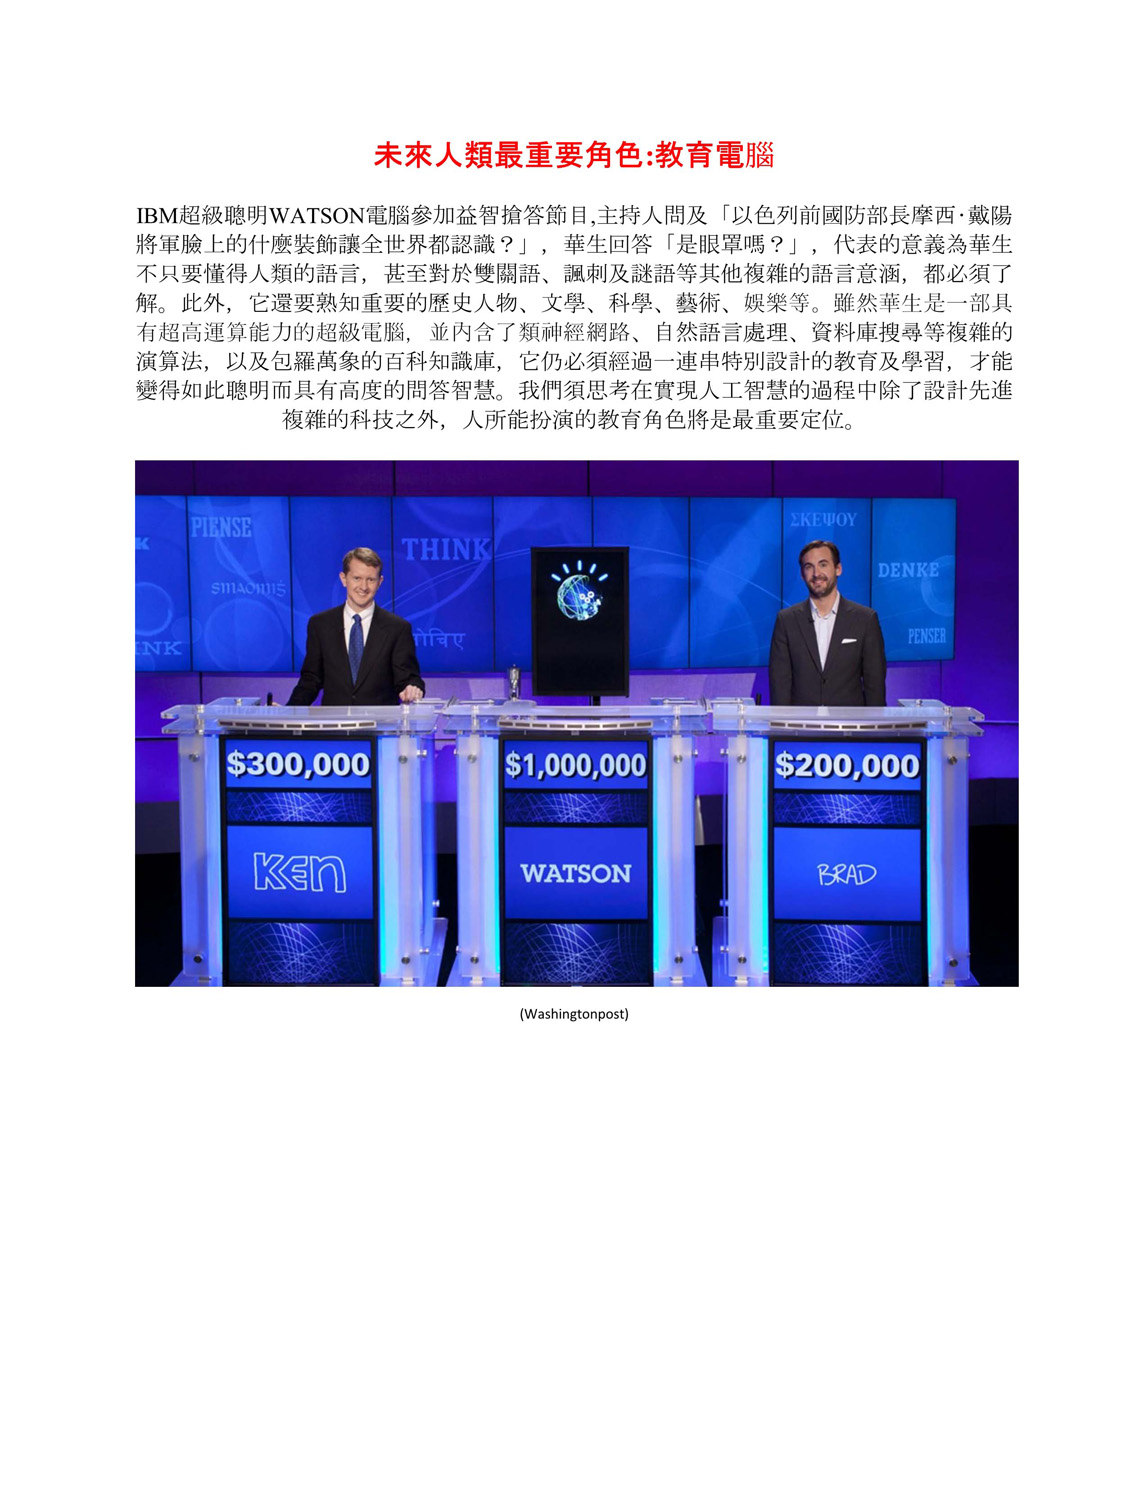 未來人類最重要角色:教育電腦
IBM超級聰明WATSON電腦參加益智搶答節目,主持人問及「以色列前國防部長摩西·戴陽
將軍臉上的什麼裝飾讓全世界都認識？」，華生回答「是眼罩嗎？」，代表的意義為華生
不只要懂得人類的語言，甚至對於雙關語、諷刺及謎語等其他複雜的語言意涵，都必須了
解。此外，它還要熟知重要的歷史人物、文學、科學、藝術、娛樂等。雖然華生是一部具
有超高運算能力的超級電腦，並內含了類神經網路、自然語言處理、資料庫搜尋等複雜的
演算法，以及包羅萬象的百科知識庫，它仍必須經過一連串特別設計的教育及學習，才能
變得如此聰明而具有高度的問答智慧。我們須思考在實現人工智慧的過程中除了設計先進
複雜的科技之外，人所能扮演的教育角色將是最重要定位。
PIENSE
THINK
ΣΚΕΨΟΥ
K
DENKE
INK
PENSER
$300,000
$1,000,000
$200,000
KEN
WATSON
BRAD
(Washingtonpost)